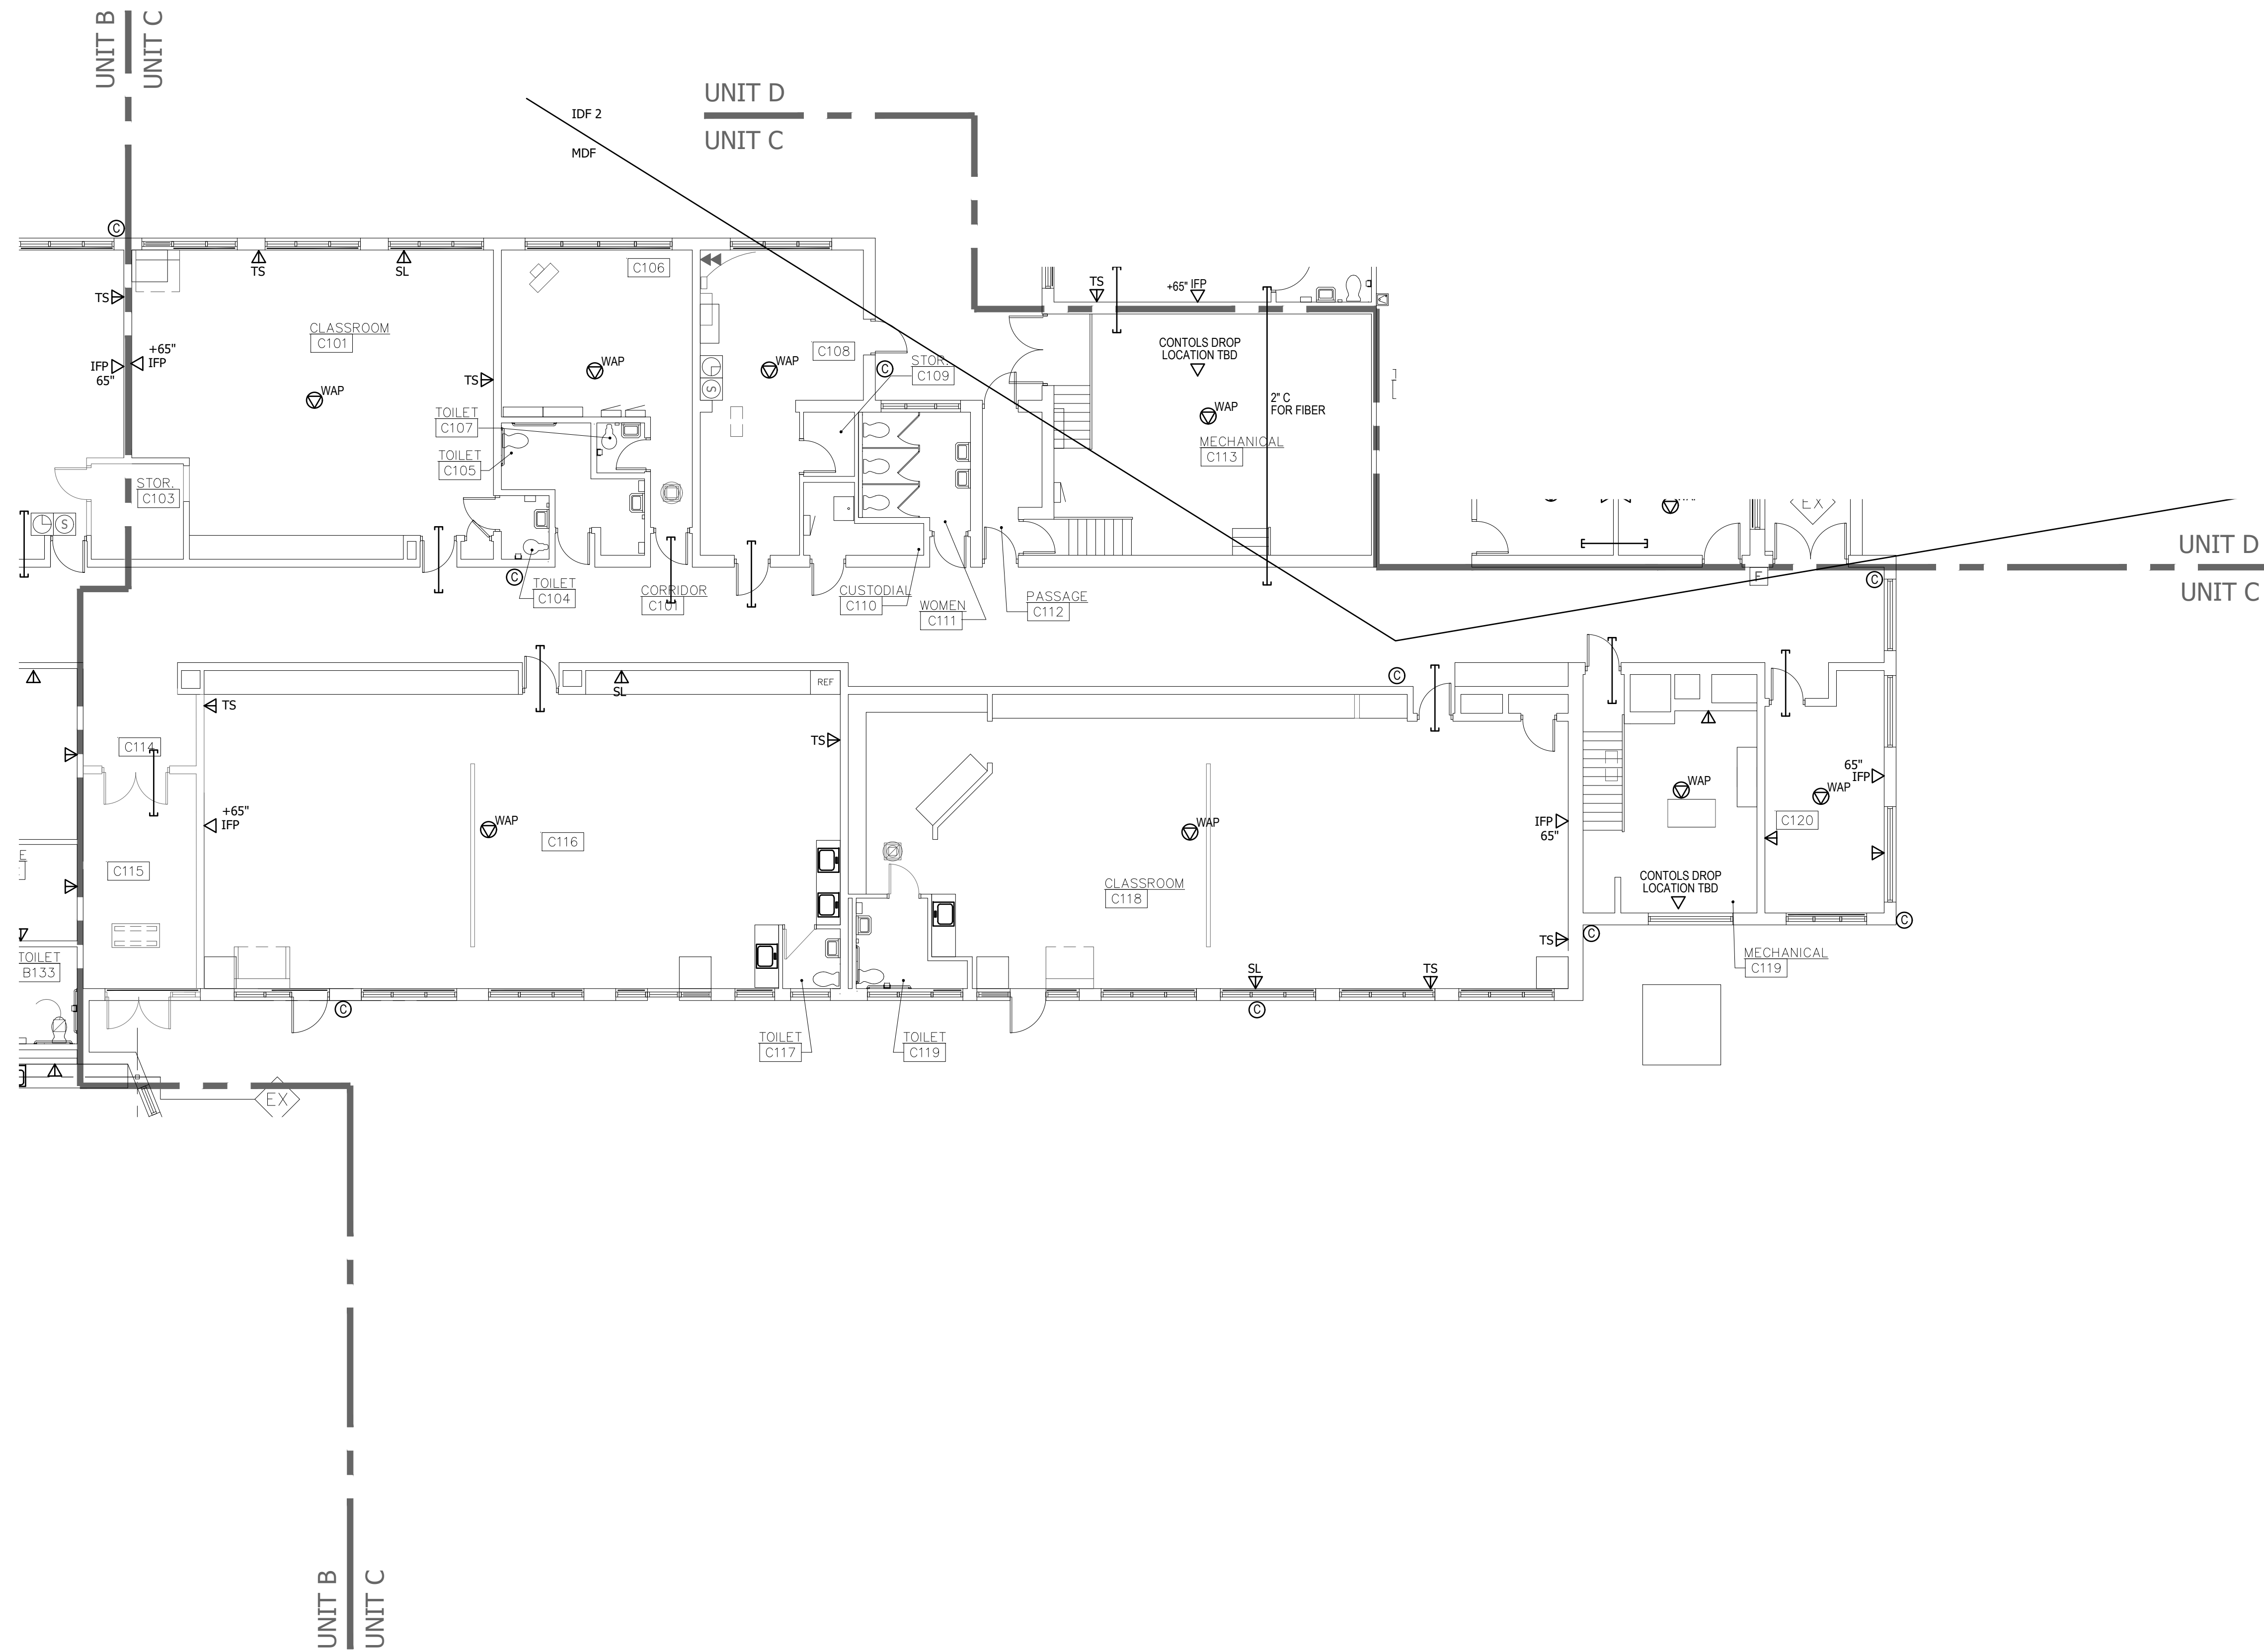 UNIT B
UNIT C
UNIT D
UNIT C
IDF 2
MDF
C
TS
SL
TS
+65" IFP
TS
C106
CLASSROOM
C101
+65"
IFP
IFP
65"
WAP
TS
WAP
C108
WAP
C
STOR.
C109
CONTOLS DROP
LOCATION TBD
2" C
FOR FIBER
WAP
MECHANICAL
C113
S
TOILET
C107
TOILET
C105
STOR.
C103
S
EX
C
TOILET
C104
CORRIDOR
C101
CUSTODIAL
C110
WOMEN
C111
PASSAGE
C112
F
C
UNIT D
UNIT C
REF
SL
C
TS
C114
TS
+65"
IFP
WAP
C116
C115
WAP
CLASSROOM
C118
IFP
65"
WAP
65"
IFP
WAP
C120
CONTOLS DROP
LOCATION TBD
E
TOILET
B133
TS
C
C
MECHANICAL
C119
SL
TS
C
C
TOILET
C117
TOILET
C119
EX
UNIT B
UNIT C